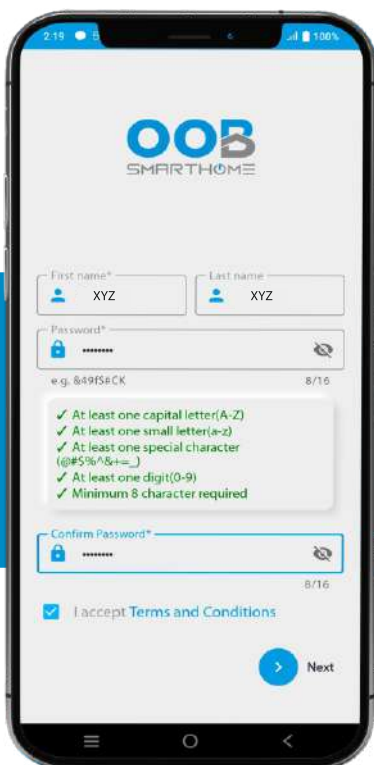 2:19
100%
OOB
SMARTHOME
First name* Last name
XYZ XYZ
Password*
••••••••
e.g. &49fS#CK 8/16
✓ At least one capital letter(A-Z)
✓ At least one small letter(a-z)
✓ At least one special character
(@#$%^&+=_)
✓ At least one digit(0-9)
✓ Minimum 8 character required
Confirm Password*
••••••••
8/16
I accept Terms and Conditions
Next